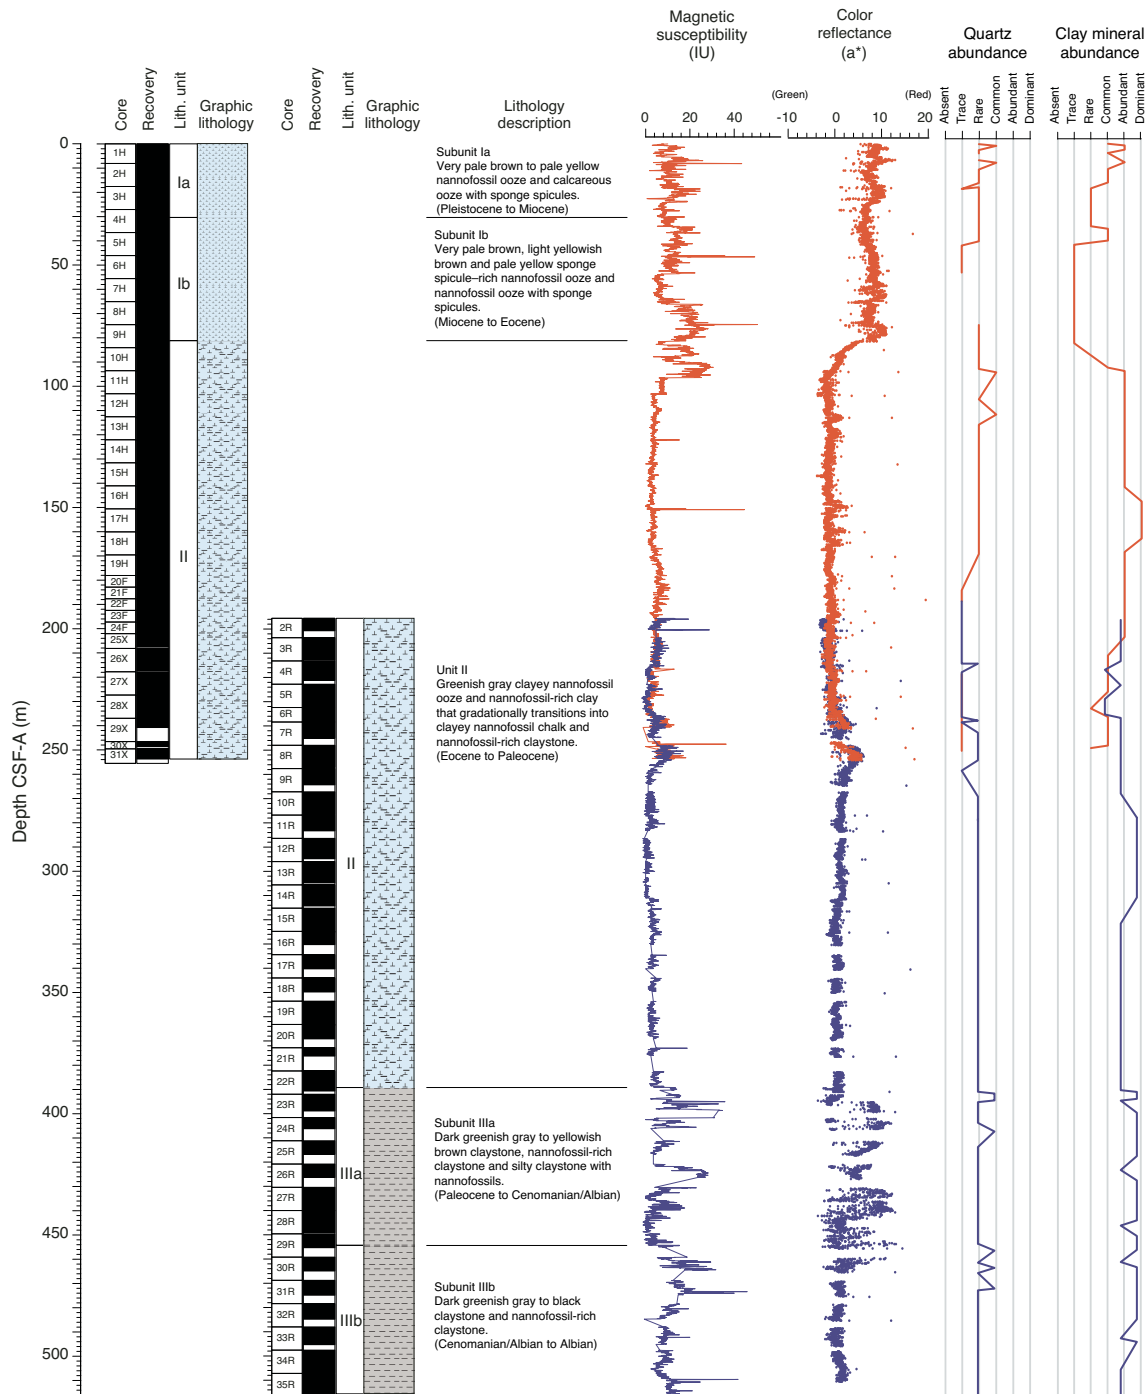 Magnetic
susceptibility
(IU)
Color
reflectance
(a*)
Quartz
abundance
Clay mineral
abundance
Core
Recovery
Lith. unit
Graphic
lithology
Core
Recovery
Lith. unit
Graphic
lithology
Lithology
description
(Green)
(Red)
0 20 40
-10 0 10 20
Absent
Trace
Rare
Common
Abundant
Dominant
Absent
Trace
Rare
Common
Abundant
Dominant
Depth CSF-A (m)
0
50
100
150
200
250
300
350
400
450
500
1H
2H
3H
4H
5H
6H
7H
8H
9H
10H
11H
12H
13H
14H
15H
16H
17H
18H
19H
20F
21F
22F
23F
24F
25X
26X
27X
28X
29X
30X
31X
Ia
Ib
II
2R
3R
4R
5R
6R
7R
8R
9R
10R
11R
12R
13R
14R
15R
16R
17R
18R
19R
20R
21R
22R
23R
24R
25R
26R
27R
28R
29R
30R
31R
32R
33R
34R
35R
II
IIIa
IIIb
Subunit Ia
Very pale brown to pale yellow
nannofossil ooze and calcareous
ooze with sponge spicules.
(Pleistocene to Miocene)
Subunit Ib
Very pale brown, light yellowish
brown and pale yellow sponge
spicule–rich nannofossil ooze and
nannofossil ooze with sponge
spicules.
(Miocene to Eocene)
Unit II
Greenish gray clayey nannofossil
ooze and nannofossil-rich clay
that gradationally transitions into
clayey nannofossil chalk and
nannofossil-rich claystone.
(Eocene to Paleocene)
Subunit IIIa
Dark greenish gray to yellowish
brown claystone, nannofossil-rich
claystone and silty claystone with
nannofossils.
(Paleocene to Cenomanian/Albian)
Subunit IIIb
Dark greenish gray to black
claystone and nannofossil-rich
claystone.
(Cenomanian/Albian to Albian)